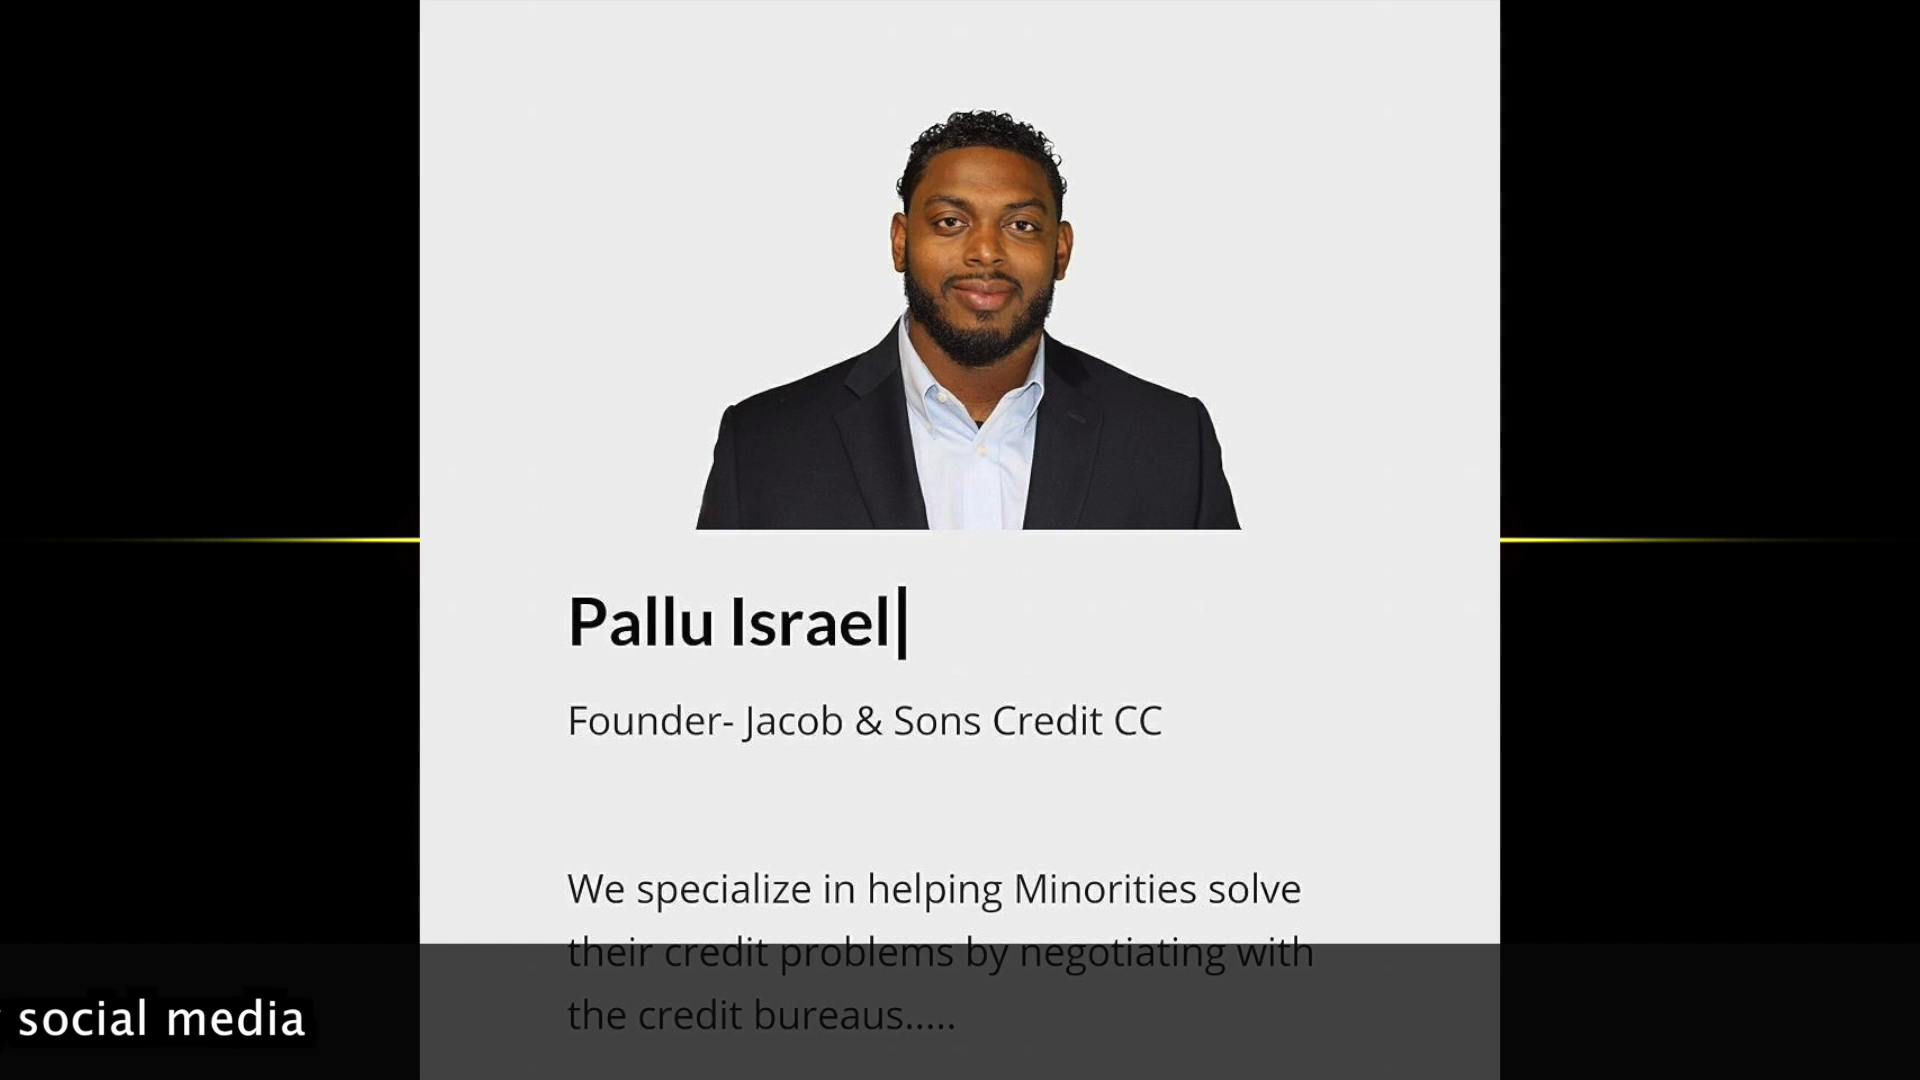 Pallu Israel
Founder- Jacob & Sons Credit CC
We specialize in helping Minorities solve
their credit problems by negotiating with
the credit bureaus.....
social media